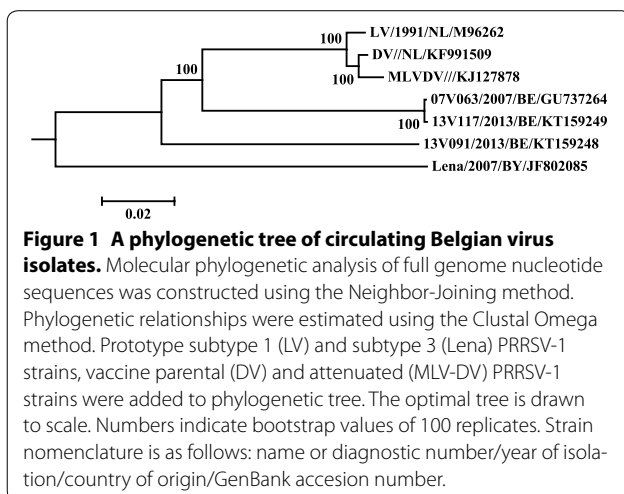 LV/1991/NL/M96262
100
DV//NL/KF991509
100
100
MLVDV///KJ127878
07V063/2007/BE/GU737264
100
13V117/2013/BE/KT159249
13V091/2013/BE/KT159248
Lena/2007/BY/JF802085
0.02
Figure 1 A phylogenetic tree of circulating Belgian virus
isolates. Molecular phylogenetic analysis of full genome nucleotide
sequences was constructed using the Neighbor-Joining method.
Phylogenetic relationships were estimated using the Clustal Omega
method. Prototype subtype 1 (LV) and subtype 3 (Lena) PRRSV-1
strains, vaccine parental (DV) and attenuated (MLV-DV) PRRSV-1
strains were added to phylogenetic tree. The optimal tree is drawn
to scale. Numbers indicate bootstrap values of 100 replicates. Strain
nomenclature is as follows: name or diagnostic number/year of isola-
tion/country of origin/GenBank accesion number.